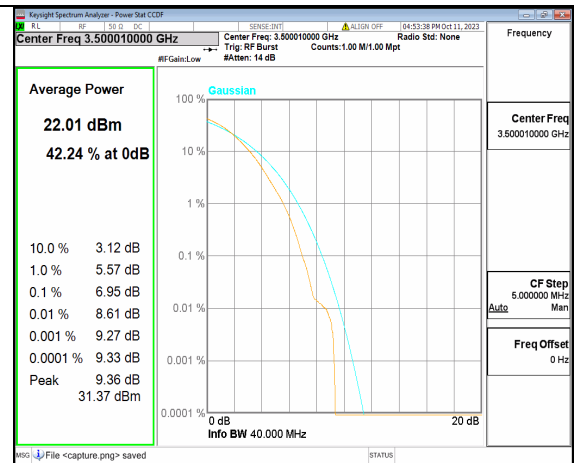 Keysight Spectrum Analyzer - Power Stat CCDF
LXI RL RF 50 Ω DC SENSE:INT ALIGN OFF 04:53:38 PM Oct 11, 2023
Center Freq 3.500010000 GHz
Center Freq: 3.500010000 GHz Radio Std: None
Trig: RF Burst Counts:1.00 M/1.00 Mpt
#IFGain:Low #Atten: 14 dB
Frequency
Average Power
22.01 dBm
42.24 % at 0dB
10.0 % 3.12 dB
1.0 % 5.57 dB
0.1 % 6.95 dB
0.01 % 8.61 dB
0.001 % 9.27 dB
0.0001 % 9.33 dB
Peak 9.36 dB
31.37 dBm
Gaussian
100 %
10 %
1 %
0.1 %
0.01 %
0.001 %
0.0001 %
0 dB 20 dB
Info BW 40.000 MHz
Center Freq
3.500010000 GHz
CF Step
5.000000 MHz
Auto Man
Freq Offset
0 Hz
MSG File <capture.png> saved STATUS